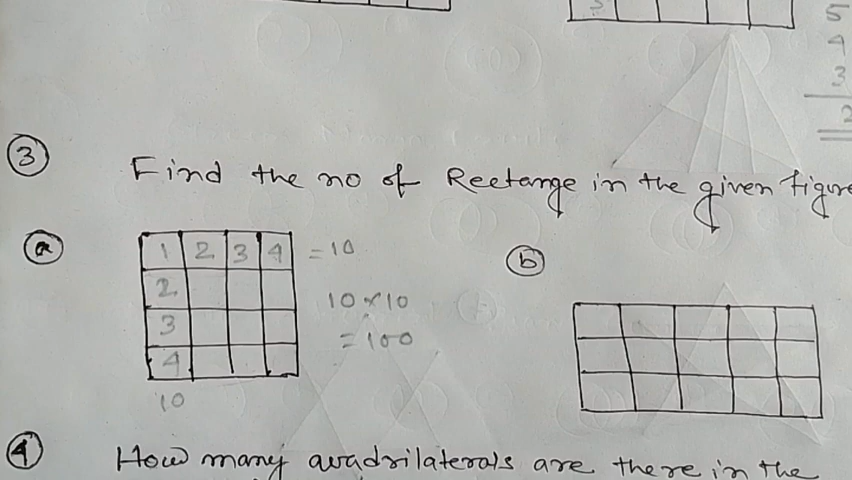 5
4
3
2
3
Find the no of Rectange in the given figure
a
1 2 3 4 = 10
b
2
10 × 10
3
= 100
4
10
4
How many quadrilaterals are there in the